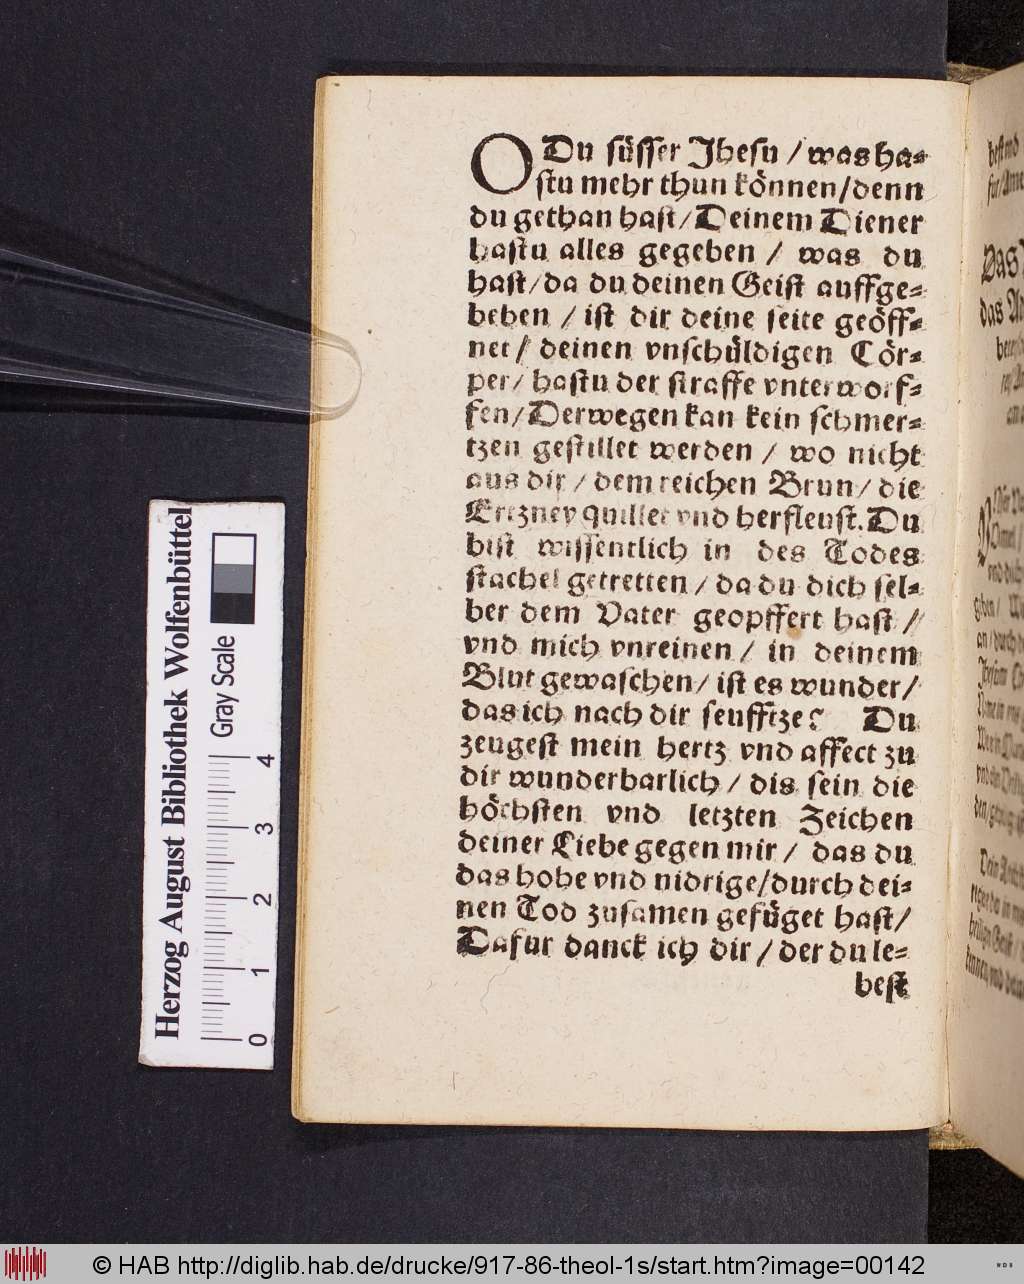 O Du süsser Jhesu / was ha-
stu mehr thun können/denn
du gethan hast/Deinem Diener
hastu alles gegeben / was du
hast/da du deinen Geist auffge-
beben / ist dir deine seite geöff-
net / deinen vnschüldigen Cör-
per/ hastu der straffe vnterworf-
fen/Derwegen kan kein schmer-
tzen gestillet werden / wo nicht
aus dir / dem reichen Brun/ die
Ertzney quillet vnd herfleust. Du
bist wissentlich in des Todes
stachel getretten / da du dich sel-
ber dem Vater geopffert hast /
vnd mich vnreinen / in deinem
Blut gewaschen/ ist es wunder/
das ich nach dir seufftze? Du
zeugest mein hertz vnd affect zu
dir wunderbarlich / dis sein die
höchsten vnd letzten Zeichen
deiner Liebe gegen mir / das du
das hohe vnd nidrige/durch dei-
nen Tod zusamen gefüget hast/
Dafur danck ich dir / der du le-
best
Herzog August Bibliothek Wolfenbüttel
Gray Scale
0 1 2 3 4
© HAB http://diglib.hab.de/drucke/917-86-theol-1s/start.htm?image=00142